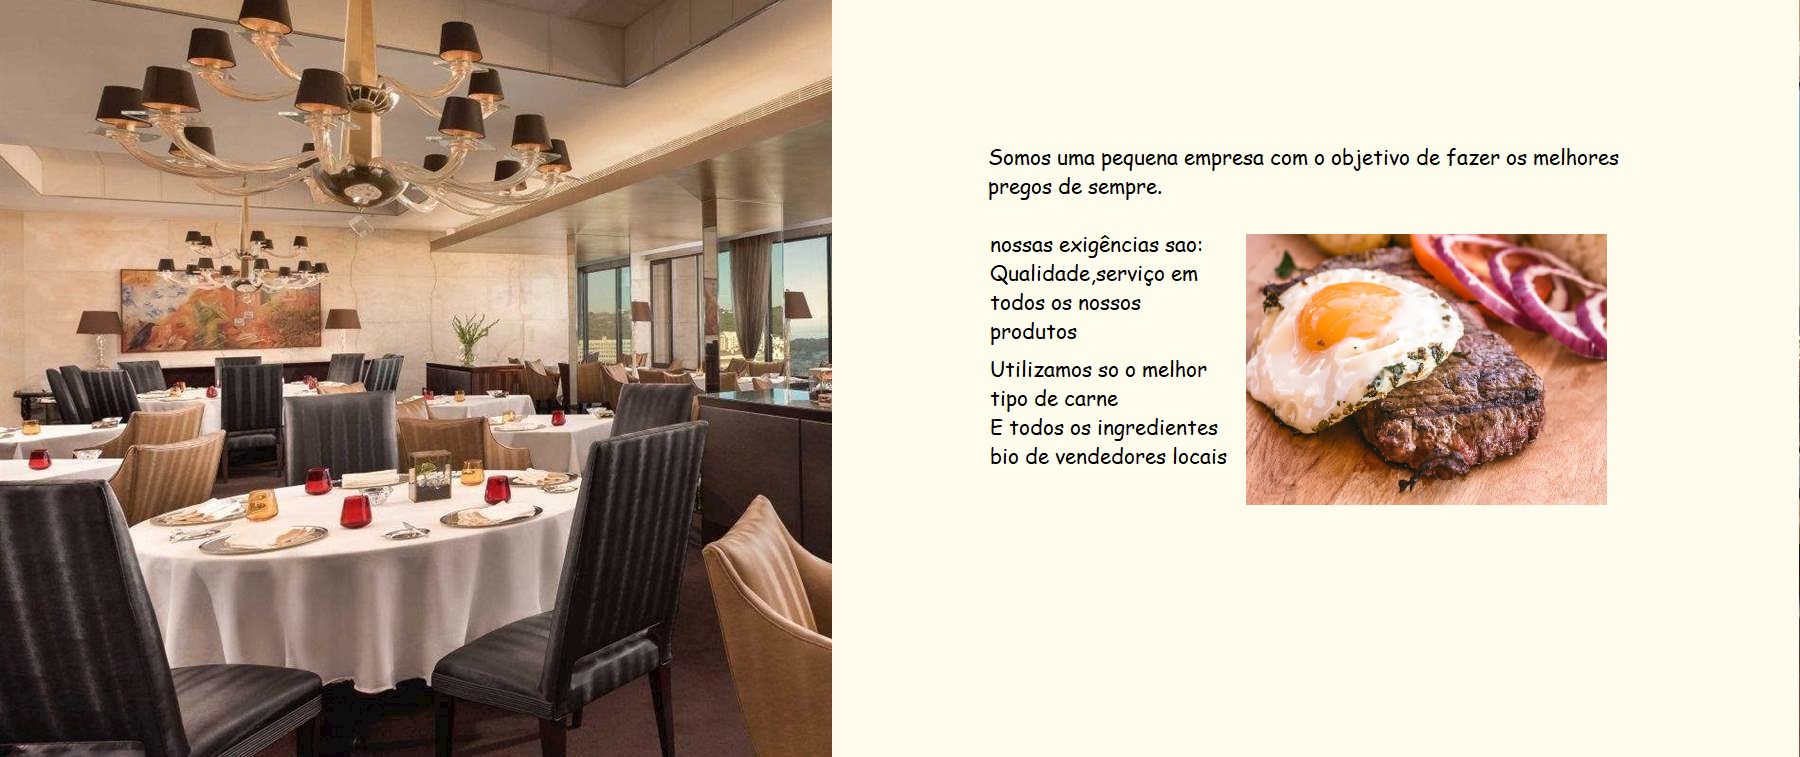 Somos uma pequena empresa com o objetivo de fazer os melhores
pregos de sempre.
nossas exigências sao:
Qualidade,serviço em
todos os nossos
produtos
Utilizamos so o melhor
tipo de carne
E todos os ingredientes
bio de vendedores locais